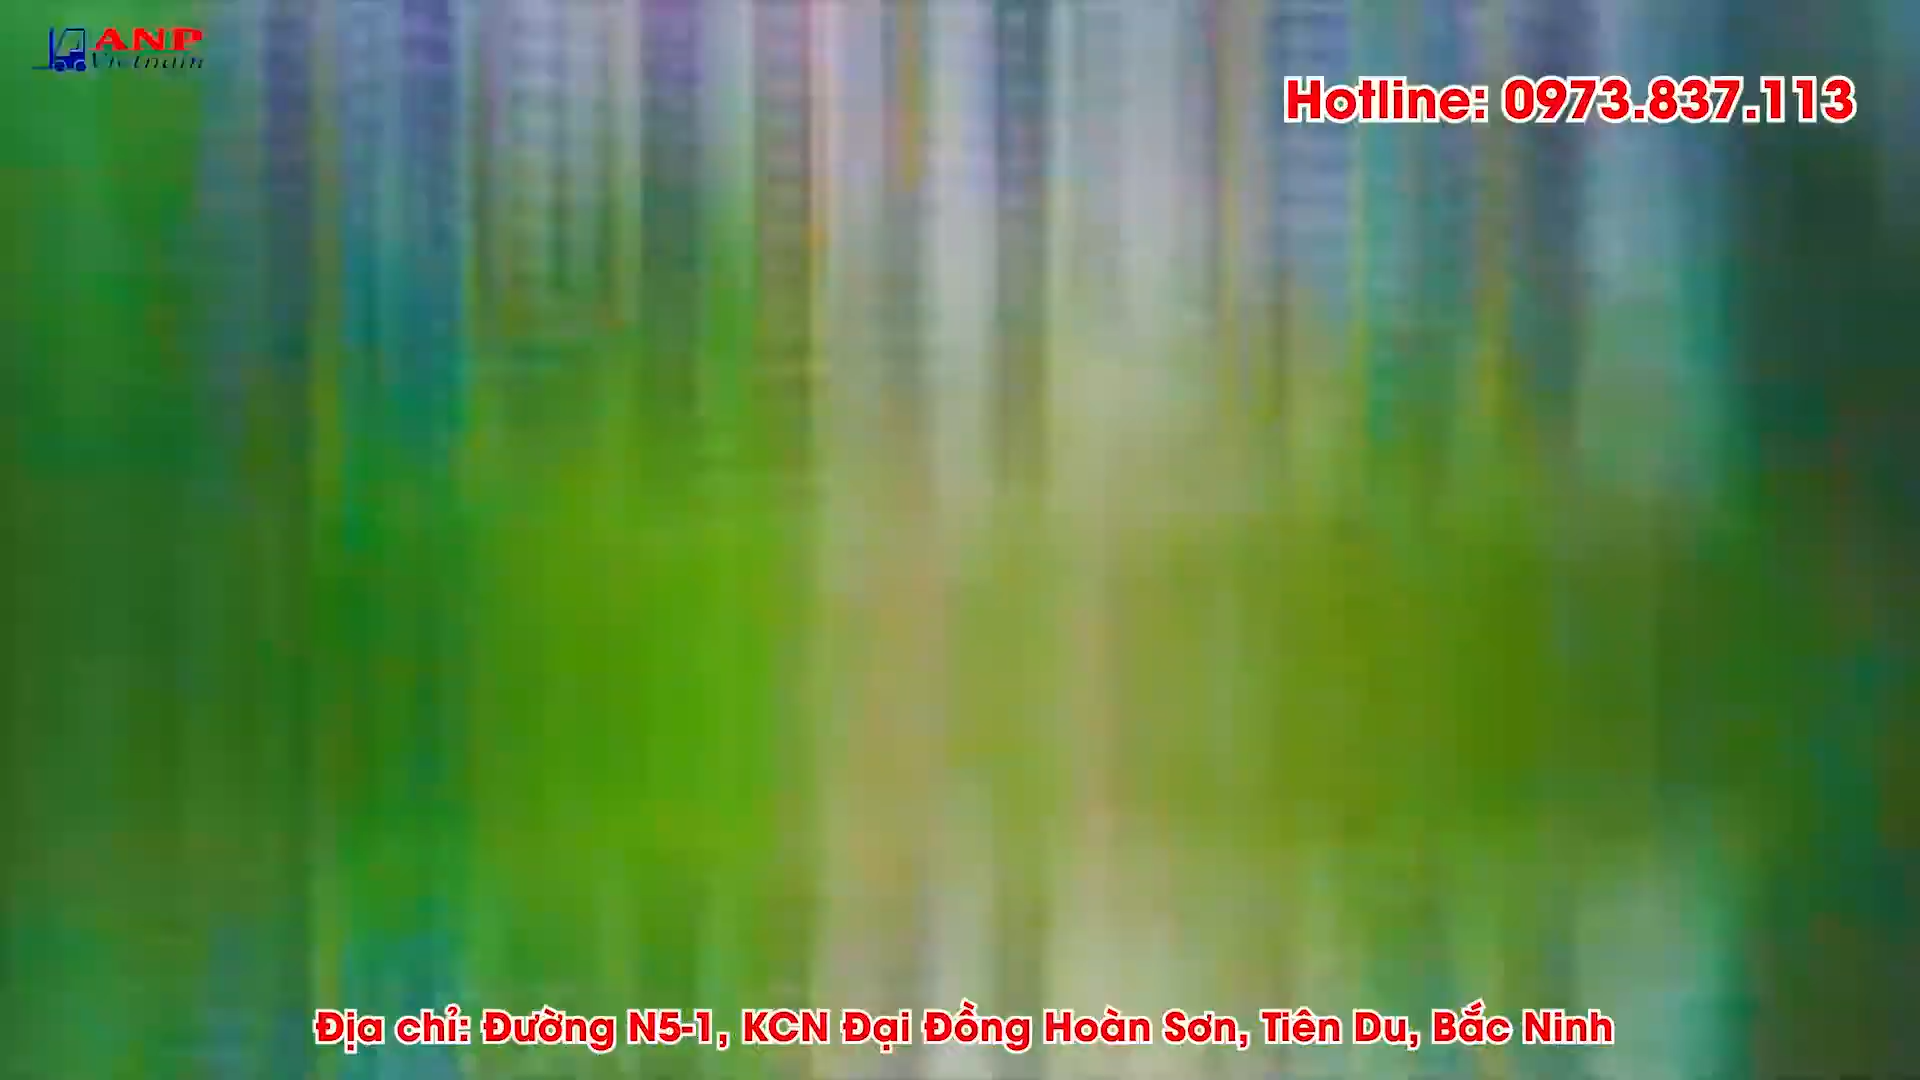 ANP
Vietnam
Hotline: 0973.837.113
Địa chỉ: Đường N5-1, KCN Đại Đồng Hoàn Sơn, Tiên Du, Bắc Ninh